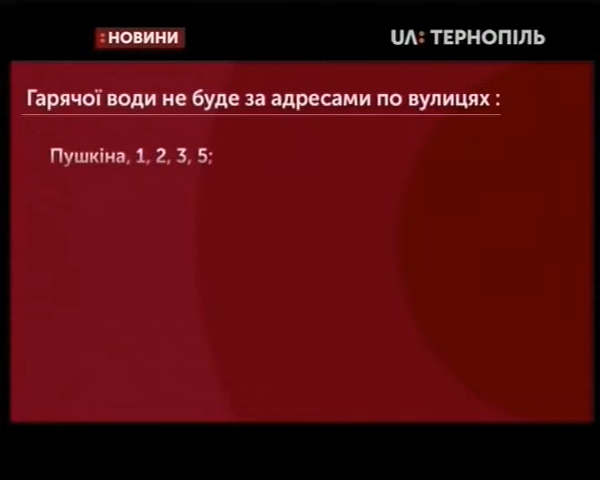 :НОВИНИ
UA: ТЕРНОПІЛЬ
Гарячої води не буде за адресами по вулицях :
Пушкіна, 1, 2, 3, 5;